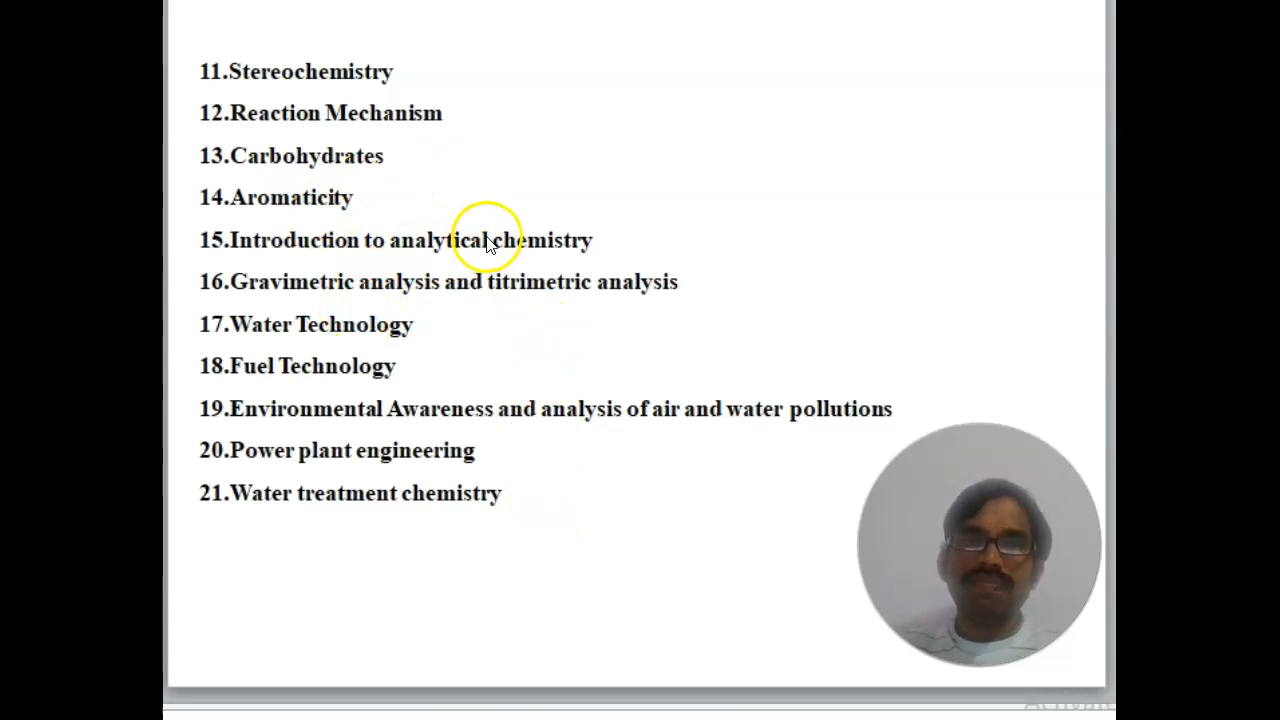 11.Stereochemistry
12.Reaction Mechanism
13.Carbohydrates
14.Aromaticity
15.Introduction to analytical chemistry
16.Gravimetric analysis and titrimetric analysis
17.Water Technology
18.Fuel Technology
19.Environmental Awareness and analysis of air and water pollutions
20.Power plant engineering
21.Water treatment chemistry